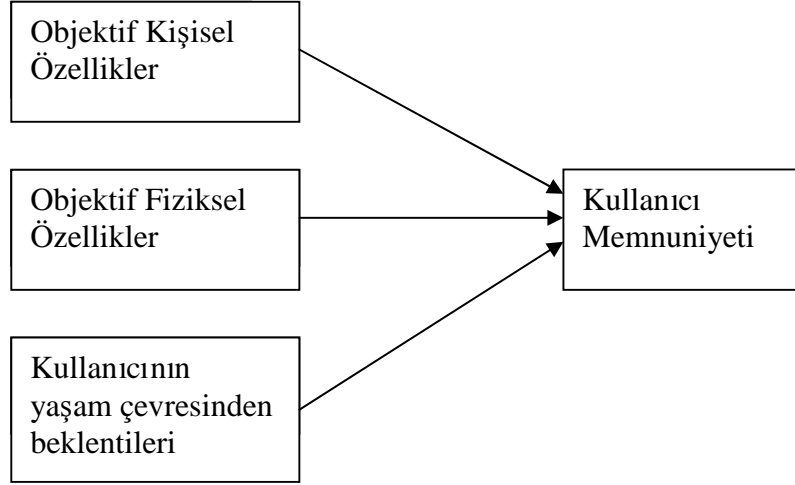 Objektif Kişisel
Özellikler
Objektif Fiziksel
Özellikler
Kullanıcı
Memnuniyeti
Kullanıcının
yaşam çevresinden
beklentileri